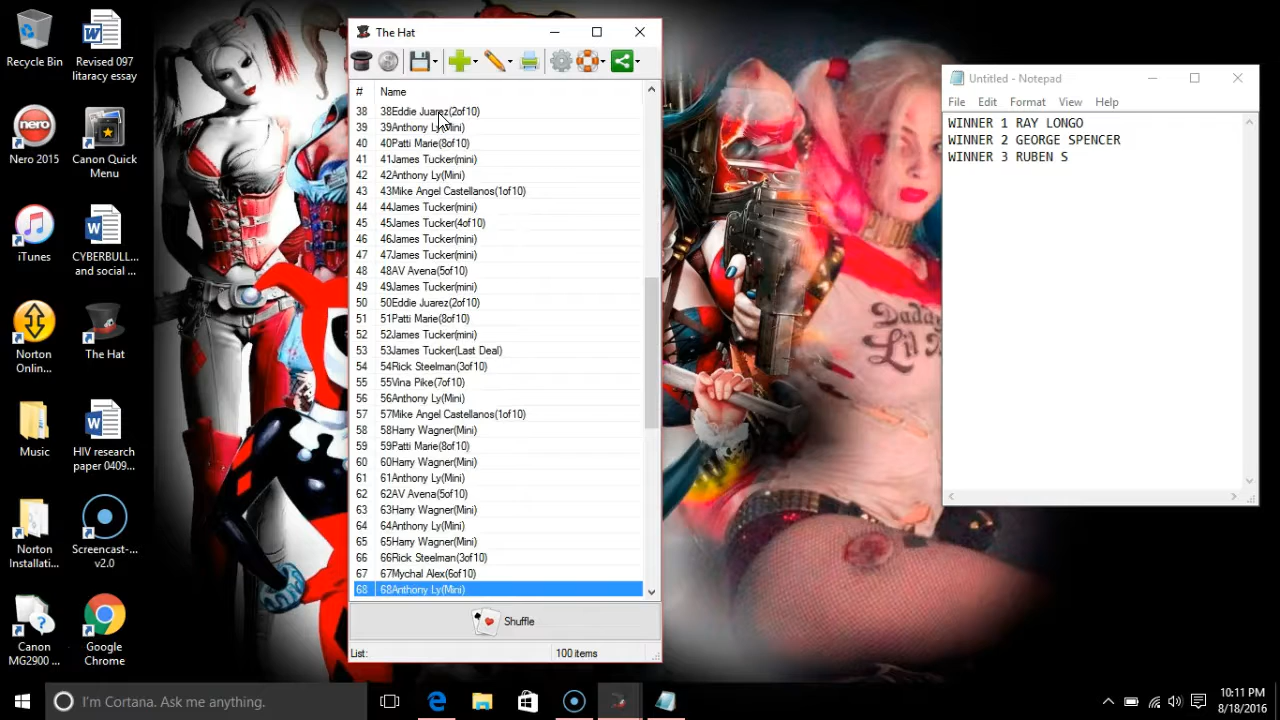 Recycle Bin
Revised 097 litaracy essay
Nero 2015
Canon Quick Menu
iTunes
CYBERBULL... and social ...
Norton Onlin...
The Hat
Music
HIV research paper 0409...
Norton Installati...
Screencast-... v2.0
Canon MG2900 ...
Google Chrome
The Hat
# Name
38 38Eddie Juarez(2of10)
39 39Anthony Ly(Mini)
40 40Patti Marie(8of10)
41 41James Tucker(mini)
42 42Anthony Ly(Mini)
43 43Mike Angel Castellanos(1of10)
44 44James Tucker(mini)
45 45James Tucker(4of10)
46 46James Tucker(mini)
47 47James Tucker(mini)
48 48AV Avena(5of10)
49 49James Tucker(mini)
50 50Eddie Juarez(2of10)
51 51Patti Marie(8of10)
52 52James Tucker(mini)
53 53James Tucker(Last Deal)
54 54Rick Steelman(3of10)
55 55Vina Pike(7of10)
56 56Anthony Ly(Mini)
57 57Mike Angel Castellanos(1of10)
58 58Harry Wagner(Mini)
59 59Patti Marie(8of10)
60 60Harry Wagner(Mini)
61 61Anthony Ly(Mini)
62 62AV Avena(5of10)
63 63Harry Wagner(Mini)
64 64Anthony Ly(Mini)
65 65Harry Wagner(Mini)
66 66Rick Steelman(3of10)
67 67Mychal Alex(6of10)
68 68Anthony Ly(Mini)
Shuffle
List: 100 items
Untitled - Notepad
File Edit Format View Help
WINNER 1 RAY LONGO
WINNER 2 GEORGE SPENCER
WINNER 3 RUBEN S
Daddy's
Lil M
I'm Cortana. Ask me anything.
10:11 PM
8/18/2016